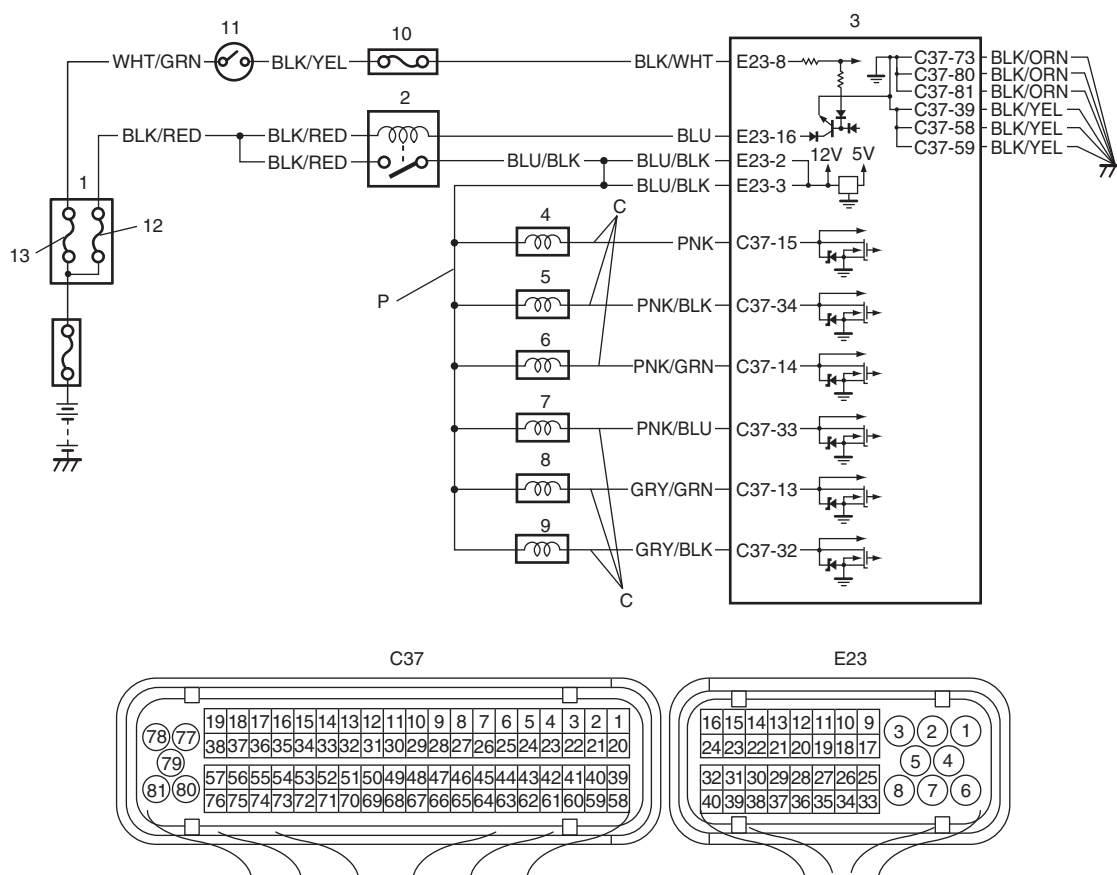 3
11
10
WHT/GRN BLK/YEL BLK/WHT E23-8 C37-73 BLK/ORN
C37-80 BLK/ORN
C37-81 BLK/ORN
2
C37-39 BLK/YEL
BLK/RED BLK/RED BLU E23-16 C37-58 BLK/YEL
C37-59 BLK/YEL
BLK/RED BLU/BLK BLU/BLK E23-2 12V 5V
1
BLU/BLK E23-3
12
13
C
4
PNK C37-15
P
5
PNK/BLK C37-34
6
PNK/GRN C37-14
7
PNK/BLU C37-33
8
GRY/GRN C37-13
9
GRY/BLK C37-32
C
C37
19 18 17 16 15 14 13 12 11 10 9 8 7 6 5 4 3 2 1
38 37 36 35 34 33 32 31 30 29 28 27 26 25 24 23 22 21 20
57 56 55 54 53 52 51 50 49 48 47 46 45 44 43 42 41 40 39
76 75 74 73 72 71 70 69 68 67 66 65 64 63 62 61 60 59 58
78 77
79
81 80
E23
16 15 14 13 12 11 10 9
24 23 22 21 20 19 18 17
32 31 30 29 28 27 26 25
40 39 38 37 36 35 34 33
3 2 1
5 4
8 7 6